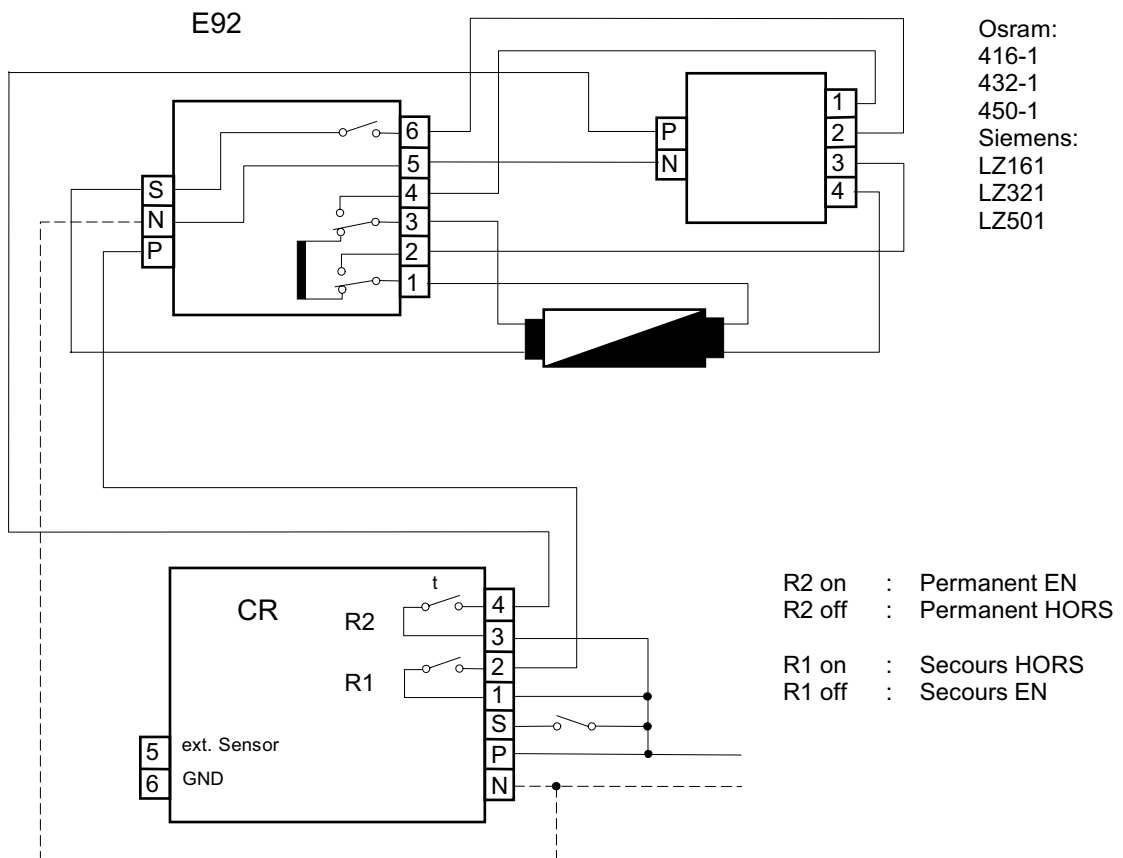 E92
Osram:
416-1
432-1
450-1
Siemens:
LZ161
LZ321
LZ501
S
N
P
6
5
4
3
2
1
P
N
1
2
3
4
CR
t
R2
R1
4
3
2
1
S
P
N
5 ext. Sensor
6 GND
R2 on : Permanent EN
R2 off : Permanent HORS
R1 on : Secours HORS
R1 off : Secours EN